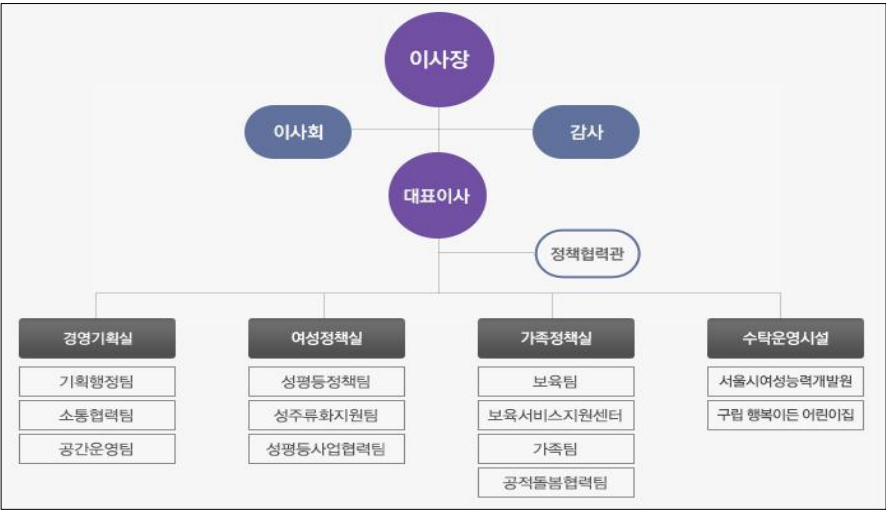 이사장
이사회
감사
대표이사
정책협력관
경영기획실
기획행정팀
소통협력팀
공간운영팀
여성정책실
성평등정책팀
성주류화지원팀
성평등사업협력팀
가족정책실
보육팀
보육서비스지원센터
가족팀
공적돌봄협력팀
수탁운영시설
서울시여성능력개발원
구립 행복이든 어린이집